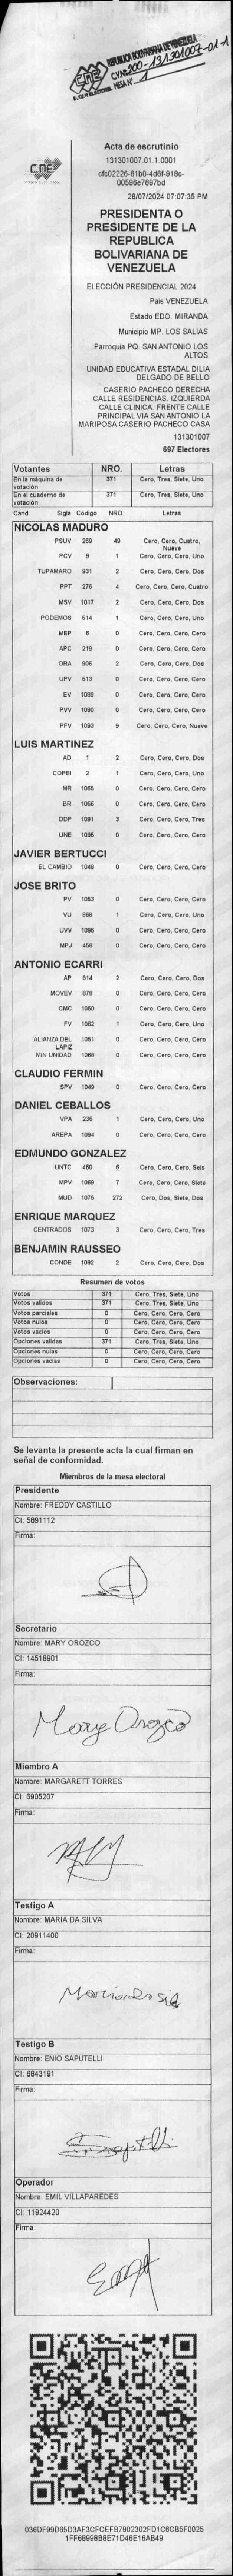 REPUBLICA BOLIVARIANA DE VENEZUELA
CNE
MESA N° 1
CNE
Acta de escrutinio
131301007.01.1.0001
cfc02226-61b0-4d6f-918c-
00596e7697bd
28/07/2024 07:07:35 PM
PRESIDENTA O
PRESIDENTE DE LA
REPUBLICA
BOLIVARIANA DE
VENEZUELA
ELECCIÓN PRESIDENCIAL 2024
Pais VENEZUELA
Estado EDO. MIRANDA
Municipio MP. LOS SALIAS
Parroquia PQ. SAN ANTONIO LOS
ALTOS
UNIDAD EDUCATIVA ESTADAL DILIA
DELGADO DE BELLO
CASERIO PACHECO DERECHA
CALLE RESIDENCIAS. IZQUIERDA
CALLE CLINICA. FRENTE CALLE
PRINCIPAL VIA SAN ANTONIO LA
MARIPOSA CASERIO PACHECO CASA
131301007
697 Electores
Votantes NRO. Letras
En la máquina de votación 371 Cero, Tres, Siete, Uno
En el cuaderno de votación 371 Cero, Tres, Siete, Uno
Cand. Sigla Código NRO. Letras
NICOLAS MADURO
PSUV 269 49 Cero, Cero, Cuatro, Nueve
PCV 9 1 Cero, Cero, Cero, Uno
TUPAMARO 931 2 Cero, Cero, Cero, Dos
PPT 276 4 Cero, Cero, Cero, Cuatro
MSV 1017 2 Cero, Cero, Cero, Dos
PODEMOS 614 1 Cero, Cero, Cero, Uno
MEP 6 0 Cero, Cero, Cero, Cero
APC 219 0 Cero, Cero, Cero, Cero
ORA 906 2 Cero, Cero, Cero, Dos
UPV 513 0 Cero, Cero, Cero, Cero
EV 1089 0 Cero, Cero, Cero, Cero
PVV 1090 0 Cero, Cero, Cero, Cero
PFV 1093 9 Cero, Cero, Cero, Nueve
LUIS MARTINEZ
AD 1 2 Cero, Cero, Cero, Dos
COPEI 2 1 Cero, Cero, Cero, Uno
MR 1065 0 Cero, Cero, Cero, Cero
BR 1066 0 Cero, Cero, Cero, Cero
DDP 1091 3 Cero, Cero, Cero, Tres
UNE 1095 0 Cero, Cero, Cero, Cero
JAVIER BERTUCCI
EL CAMBIO 1048 0 Cero, Cero, Cero, Cero
JOSE BRITO
PV 1053 0 Cero, Cero, Cero, Cero
VU 868 1 Cero, Cero, Cero, Uno
UVV 1096 0 Cero, Cero, Cero, Cero
MPJ 458 0 Cero, Cero, Cero, Cero
ANTONIO ECARRI
AP 814 2 Cero, Cero, Cero, Dos
MOVEV 878 0 Cero, Cero, Cero, Cero
CMC 1050 0 Cero, Cero, Cero, Cero
FV 1062 1 Cero, Cero, Cero, Uno
ALIANZA DEL LAPIZ 1051 0 Cero, Cero, Cero, Cero
MIN UNIDAD 1068 0 Cero, Cero, Cero, Cero
CLAUDIO FERMIN
SPV 1049 0 Cero, Cero, Cero, Cero
DANIEL CEBALLOS
VPA 236 1 Cero, Cero, Cero, Uno
AREPA 1094 0 Cero, Cero, Cero, Cero
EDMUNDO GONZALEZ
UNTC 460 6 Cero, Cero, Cero, Seis
MPV 1069 7 Cero, Cero, Cero, Siete
MUD 1075 272 Cero, Dos, Siete, Dos
ENRIQUE MARQUEZ
CENTRADOS 1073 3 Cero, Cero, Cero, Tres
BENJAMIN RAUSSEO
CONDE 1092 2 Cero, Cero, Cero, Dos
Resumen de votos
Votos 371 Cero, Tres, Siete, Uno
Votos validos 371 Cero, Tres, Siete, Uno
Votos parciales 0 Cero, Cero, Cero, Cero
Votos nulos 0 Cero, Cero, Cero, Cero
Votos vacios 0 Cero, Cero, Cero, Cero
Opciones validas 371 Cero, Tres, Siete, Uno
Opciones nulas 0 Cero, Cero, Cero, Cero
Opciones vacias 0 Cero, Cero, Cero, Cero
Observaciones:
Se levanta la presente acta la cual firman en
señal de conformidad.
Miembros de la mesa electoral
Presidente
Nombre: FREDDY CASTILLO
CI: 5891112
Firma:
Secretario
Nombre: MARY OROZCO
CI: 14518901
Firma:
Mary Orozco
Miembro A
Nombre: MARGARETT TORRES
CI: 6905207
Firma:
Testigo A
Nombre: MARIA DA SILVA
CI: 20911400
Firma:
Testigo B
Nombre: ENIO SAPUTELLI
CI: 6843191
Firma:
Operador
Nombre: EMIL VILLAPAREDES
CI: 11924420
Firma:
036DF99D65D3AF3CFCEFB7902302FD1C6CB5F0025
1FF68998B8E71D46E16AB49